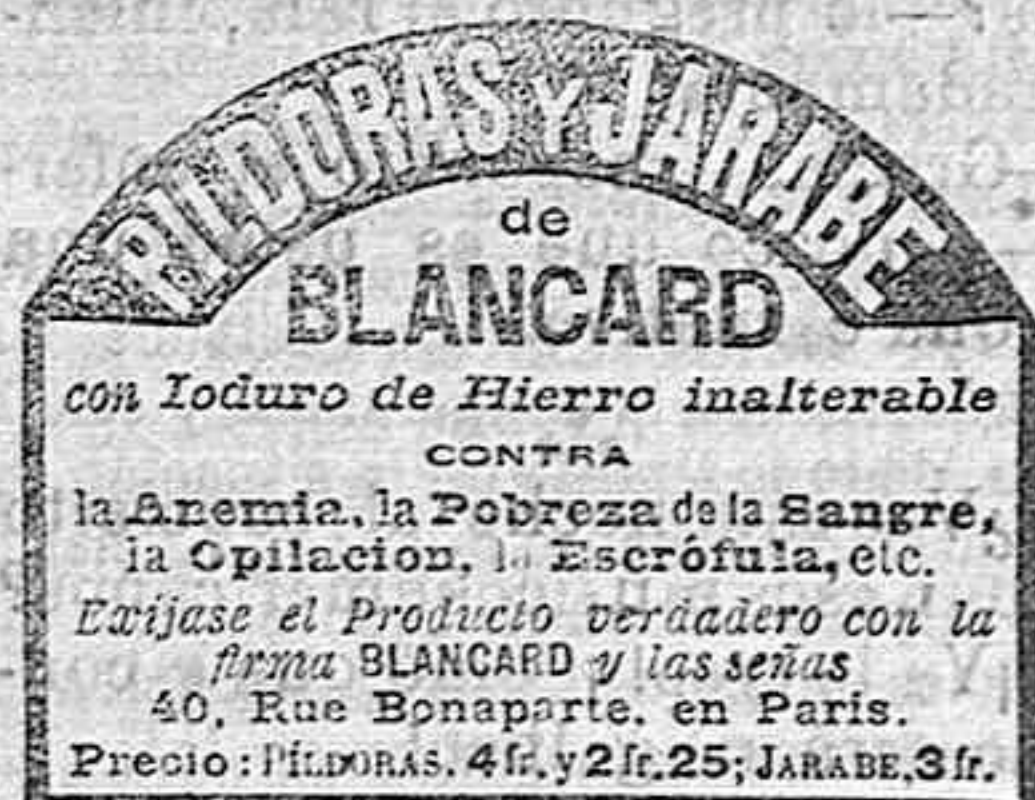 PILDORAS Y JARABE
de
BLANCARD
con Ioduro de Hierro inalterable
CONTRA
la Anemia, la Pobreza de la Sangre,
la Opilacion, la Escrófula, etc.
Exíjase el Producto verdadero con la
firma BLANCARD y las señas
40, Rue Bonaparte, en París.
Precio: PÍLDORAS, 4 fr. y 2 fr. 25; JARABE, 3 fr.